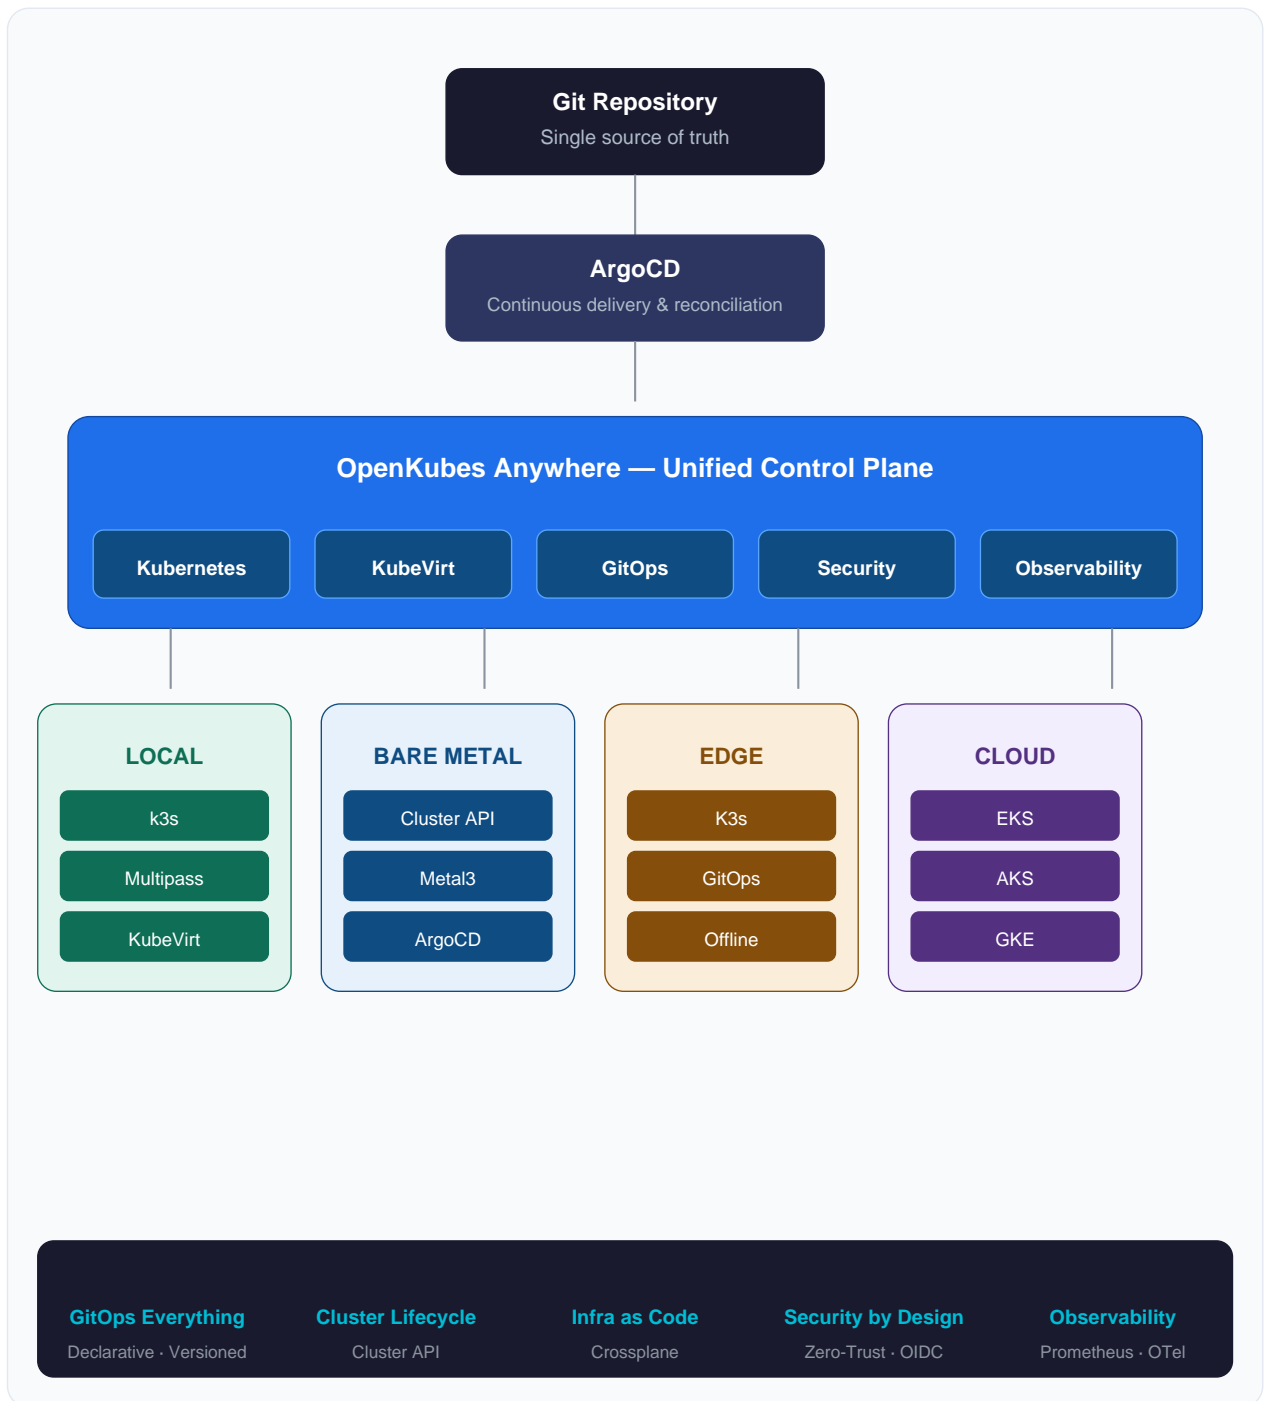 Git Repository
Single source of truth
ArgoCD
Continuous delivery & reconciliation
OpenKubes Anywhere — Unified Control Plane
Kubernetes
KubeVirt
GitOps
Security
Observability
LOCAL
k3s
Multipass
KubeVirt
BARE METAL
Cluster API
Metal3
ArgoCD
EDGE
K3s
GitOps
Offline
CLOUD
EKS
AKS
GKE
GitOps Everything
Declarative · Versioned
Cluster Lifecycle
Cluster API
Infra as Code
Crossplane
Security by Design
Zero-Trust · OIDC
Observability
Prometheus · OTel